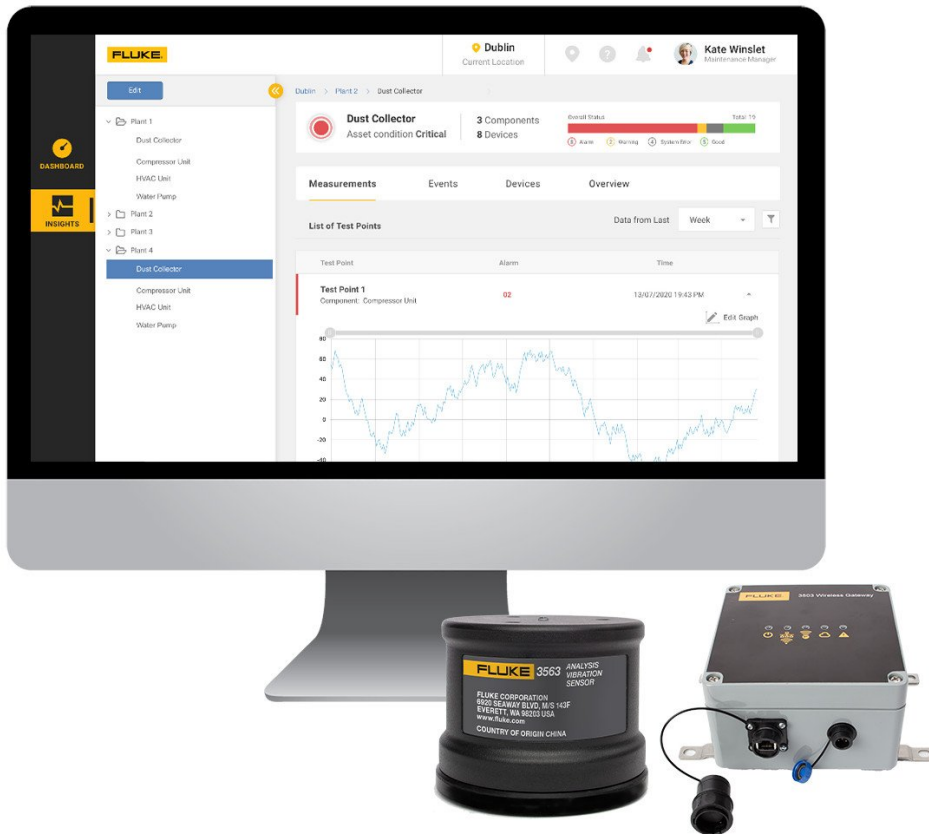 FLUKE
Dublin
Current Location
Kate Winslet
Maintenance Manager
DASHBOARD
INSIGHTS
Edit
Plant 1
Dust Collector
Compressor Unit
HVAC Unit
Water Pump
Plant 2
Plant 3
Plant 4
Dust Collector
Compressor Unit
HVAC Unit
Water Pump
Dublin > Plant 2 > Dust Collector
Dust Collector
Asset condition Critical
3 Components
8 Devices
Overall Status
Total 19
Alarm
Warning
System Error
Good
Measurements Events Devices Overview
List of Test Points
Data from Last
Week
Test Point Alarm Time
Test Point 1
Component: Compressor Unit
02
13/07/2020 19:43 PM
Edit Graph
80
60
40
20
0
-20
-40
FLUKE 3563 ANALYSIS
VIBRATION
SENSOR
FLUKE CORPORATION
6920 SEAWAY BLVD, M/S 143F
EVERETT, WA 98203 USA
www.fluke.com
COUNTRY OF ORIGIN CHINA
FLUKE 3503 Wireless Gateway